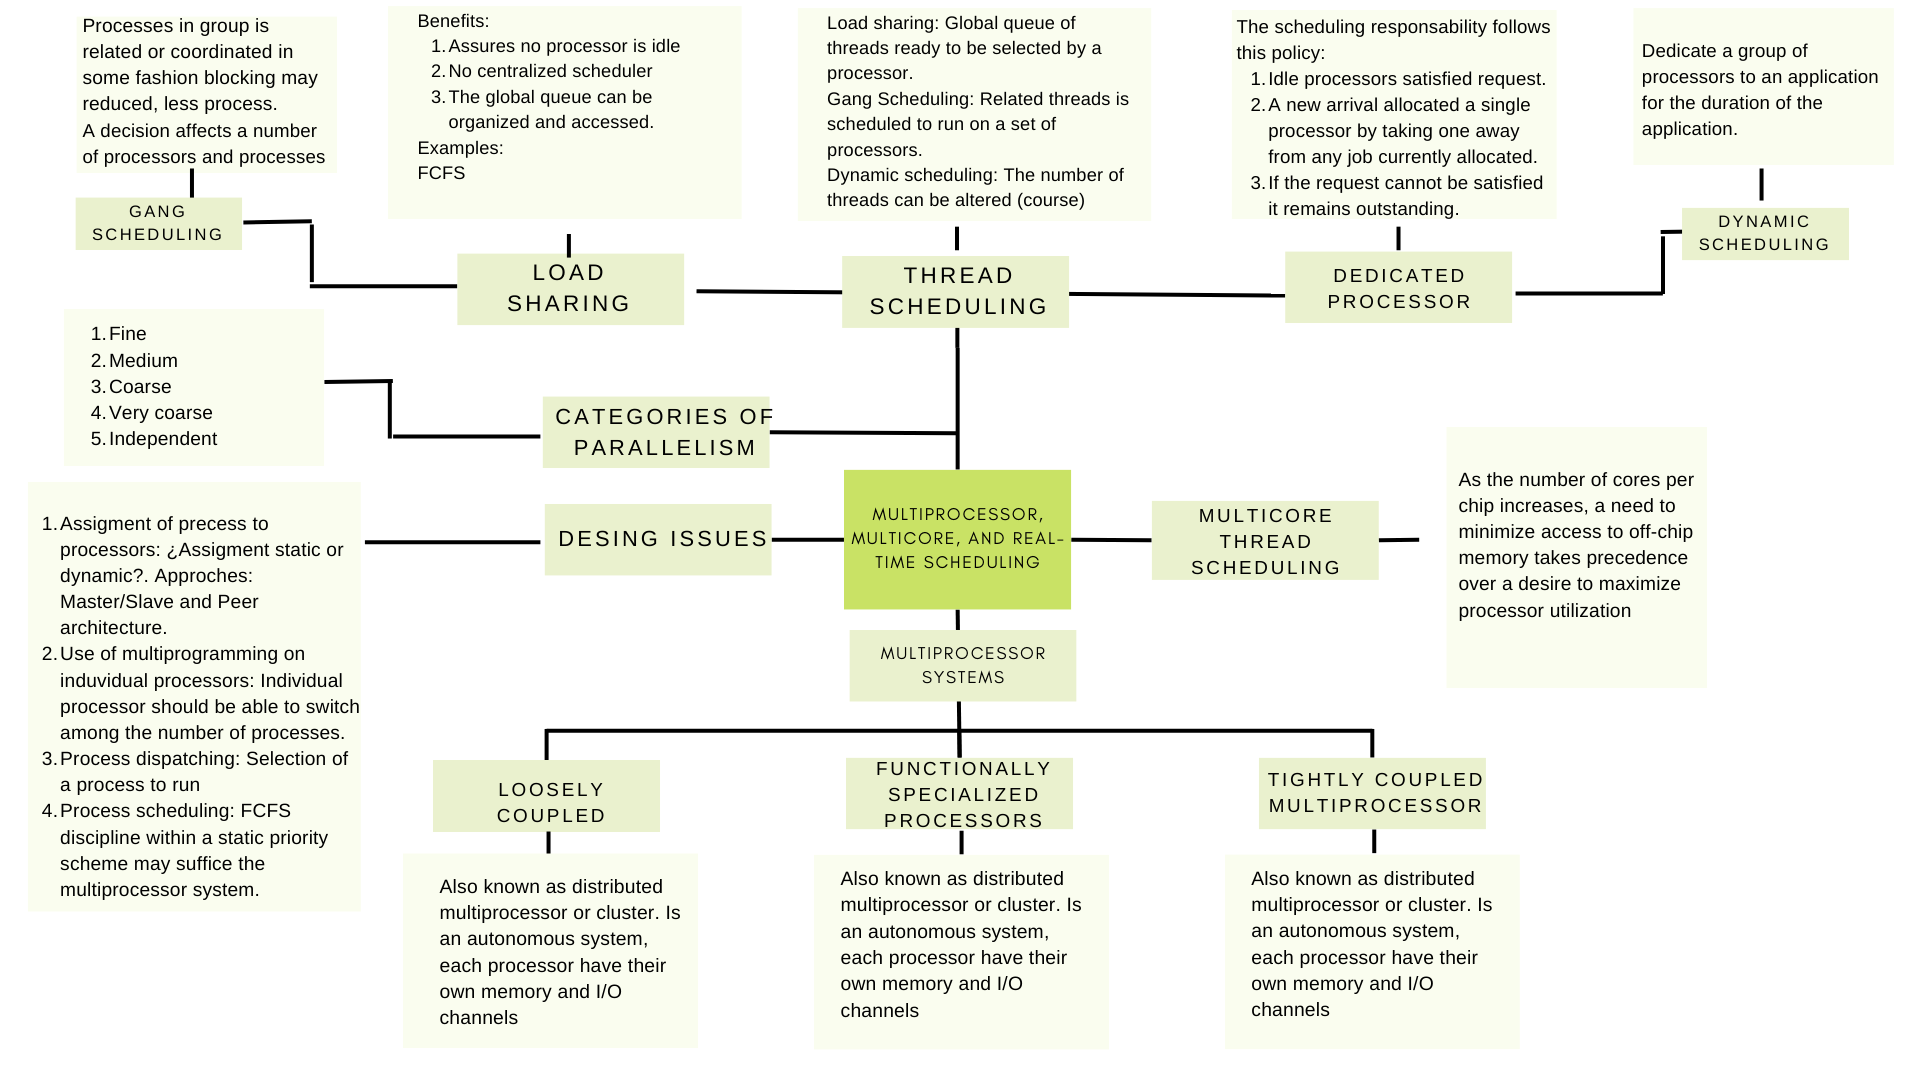 Processes in group is
related or coordinated in
some fashion blocking may
reduced, less process.
A decision affects a number
of processors and processes
GANG
SCHEDULING
Benefits:
1. Assures no processor is idle
2. No centralized scheduler
3. The global queue can be
organized and accessed.
Examples:
FCFS
LOAD
SHARING
Load sharing: Global queue of
threads ready to be selected by a
processor.
Gang Scheduling: Related threads is
scheduled to run on a set of
processors.
Dynamic scheduling: The number of
threads can be altered (course)
THREAD
SCHEDULING
The scheduling responsability follows
this policy:
1. Idle processors satisfied request.
2. A new arrival allocated a single
processor by taking one away
from any job currently allocated.
3. If the request cannot be satisfied
it remains outstanding.
DEDICATED
PROCESSOR
Dedicate a group of
processors to an application
for the duration of the
application.
DYNAMIC
SCHEDULING
1. Fine
2. Medium
3. Coarse
4. Very coarse
5. Independent
CATEGORIES OF
PARALLELISM
1. Assigment of precess to
processors: ¿Assigment static or
dynamic?. Approches:
Master/Slave and Peer
architecture.
2. Use of multiprogramming on
induvidual processors: Individual
processor should be able to switch
among the number of processes.
3. Process dispatching: Selection of
a process to run
4. Process scheduling: FCFS
discipline within a static priority
scheme may suffice the
multiprocessor system.
DESING ISSUES
MULTIPROCESSOR,
MULTICORE, AND REAL-
TIME SCHEDULING
MULTICORE
THREAD
SCHEDULING
As the number of cores per
chip increases, a need to
minimize access to off-chip
memory takes precedence
over a desire to maximize
processor utilization
MULTIPROCESSOR
SYSTEMS
LOOSELY
COUPLED
Also known as distributed
multiprocessor or cluster. Is
an autonomous system,
each processor have their
own memory and I/O
channels
FUNCTIONALLY
SPECIALIZED
PROCESSORS
Also known as distributed
multiprocessor or cluster. Is
an autonomous system,
each processor have their
own memory and I/O
channels
TIGHTLY COUPLED
MULTIPROCESSOR
Also known as distributed
multiprocessor or cluster. Is
an autonomous system,
each processor have their
own memory and I/O
channels